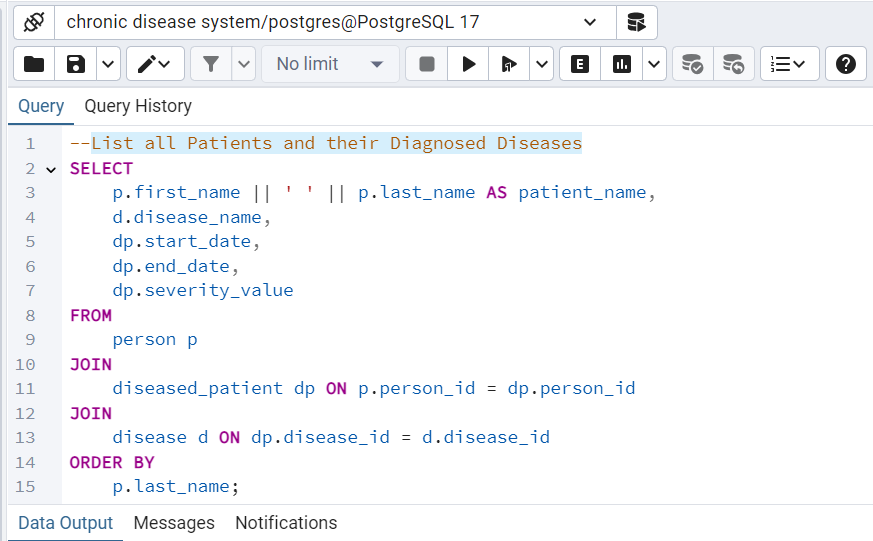 chronic disease system/postgres@PostgreSQL 17
No limit
E
Query Query History
1 --List all Patients and their Diagnosed Diseases
2 SELECT
3 p.first_name || ' ' || p.last_name AS patient_name,
4 d.disease_name,
5 dp.start_date,
6 dp.end_date,
7 dp.severity_value
8 FROM
9 person p
10 JOIN
11 diseased_patient dp ON p.person_id = dp.person_id
12 JOIN
13 disease d ON dp.disease_id = d.disease_id
14 ORDER BY
15 p.last_name;
Data Output Messages Notifications